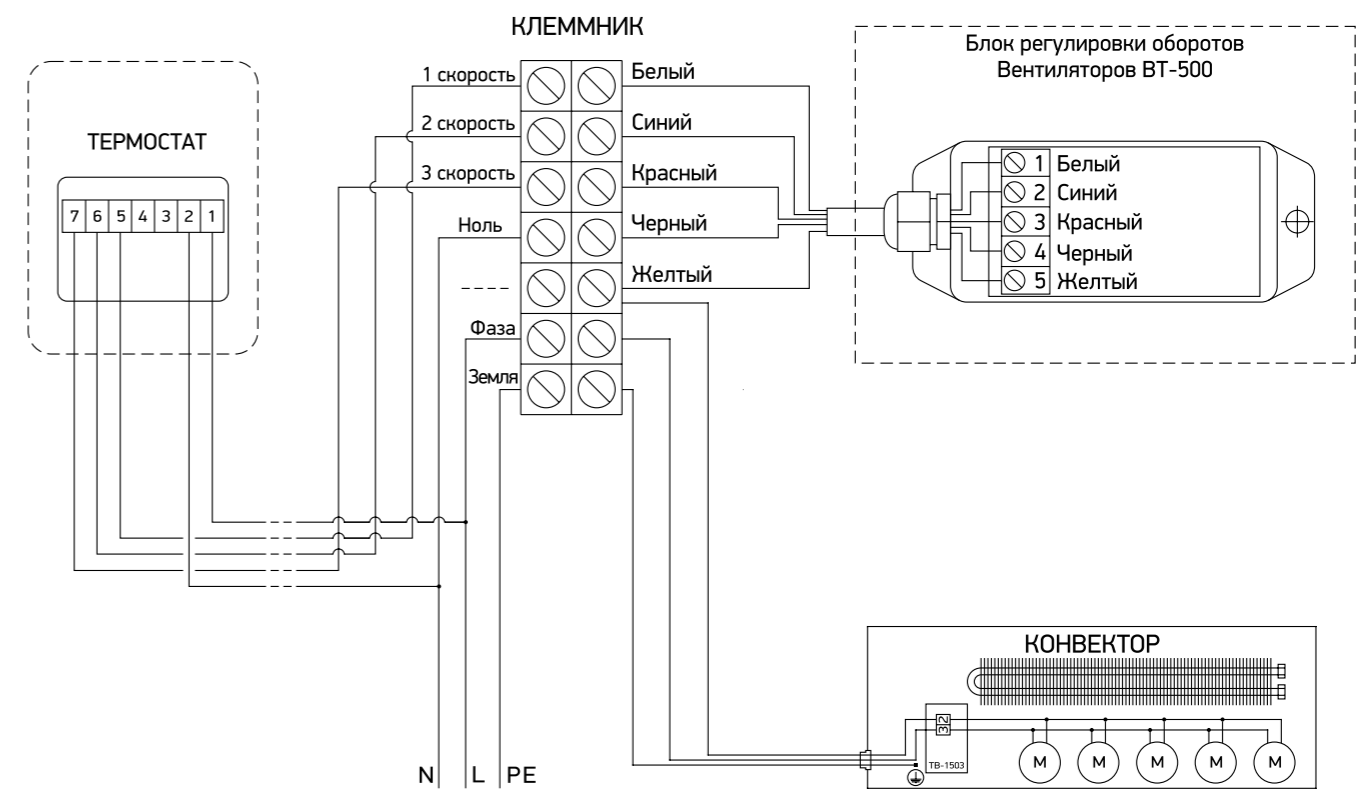 КЛЕММНИК
Блок регулировки оборотов
Вентиляторов ВТ-500
ТЕРМОСТАТ
7 6 5 4 3 2 1
1 скорость
2 скорость
3 скорость
Ноль
----
Фаза
Земля
Белый
Синий
Красный
Черный
Желтый
1 Белый
2 Синий
3 Красный
4 Черный
5 Желтый
N L PE
КОНВЕКТОР
3 2
ТВ-1503
М М М М М